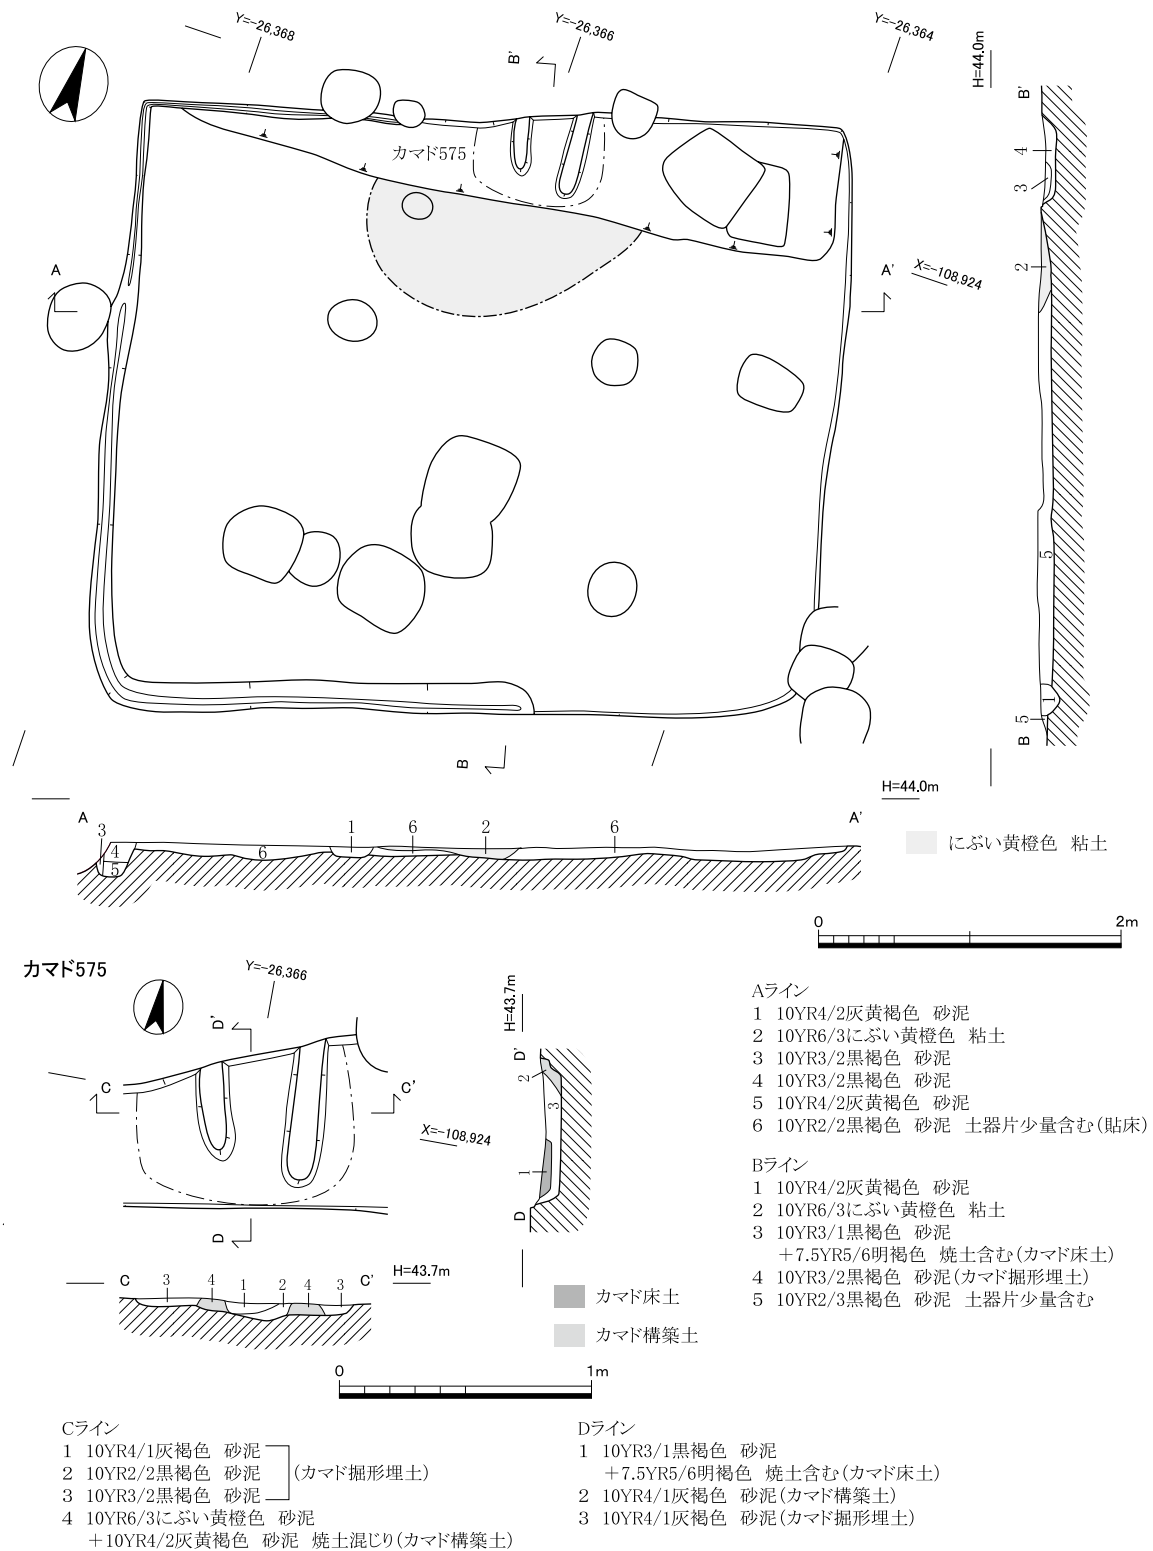 Y=-26,368
Y=-26,366
Y=-26,364
H=44.0m
B'
B'
カマド575
4
3
A
A'
X=-108,924
2
5
1
5
B
B
H=44.0m
A
A'
3
4
5
6
1
6
2
6
にぶい黄橙色 粘土
0 2m
カマド575
Y=-26,366
H=43.7m
D'
D'
C
C'
X=-108,924
2
3
1
D
D
C
3
4
1
2
4
3
C'
H=43.7m
カマド床土
カマド構築土
0 1m
Aライン
1 10YR4/2灰黄褐色 砂泥
2 10YR6/3にぶい黄橙色 粘土
3 10YR3/2黒褐色 砂泥
4 10YR3/2黒褐色 砂泥
5 10YR4/2灰黄褐色 砂泥
6 10YR2/2黒褐色 砂泥 土器片少量含む(貼床)
Bライン
1 10YR4/2灰黄褐色 砂泥
2 10YR6/3にぶい黄橙色 粘土
3 10YR3/1黒褐色 砂泥
+7.5YR5/6明褐色 焼土含む(カマド床土)
4 10YR3/2黒褐色 砂泥(カマド掘形埋土)
5 10YR2/3黒褐色 砂泥 土器片少量含む
Cライン
1 10YR4/1灰褐色 砂泥
2 10YR2/2黒褐色 砂泥 (カマド掘形埋土)
3 10YR3/2黒褐色 砂泥
4 10YR6/3にぶい黄橙色 砂泥
+10YR4/2灰黄褐色 砂泥 焼土混じり(カマド構築土)
Dライン
1 10YR3/1黒褐色 砂泥
+7.5YR5/6明褐色 焼土含む(カマド床土)
2 10YR4/1灰褐色 砂泥(カマド構築土)
3 10YR4/1灰褐色 砂泥(カマド掘形埋土)